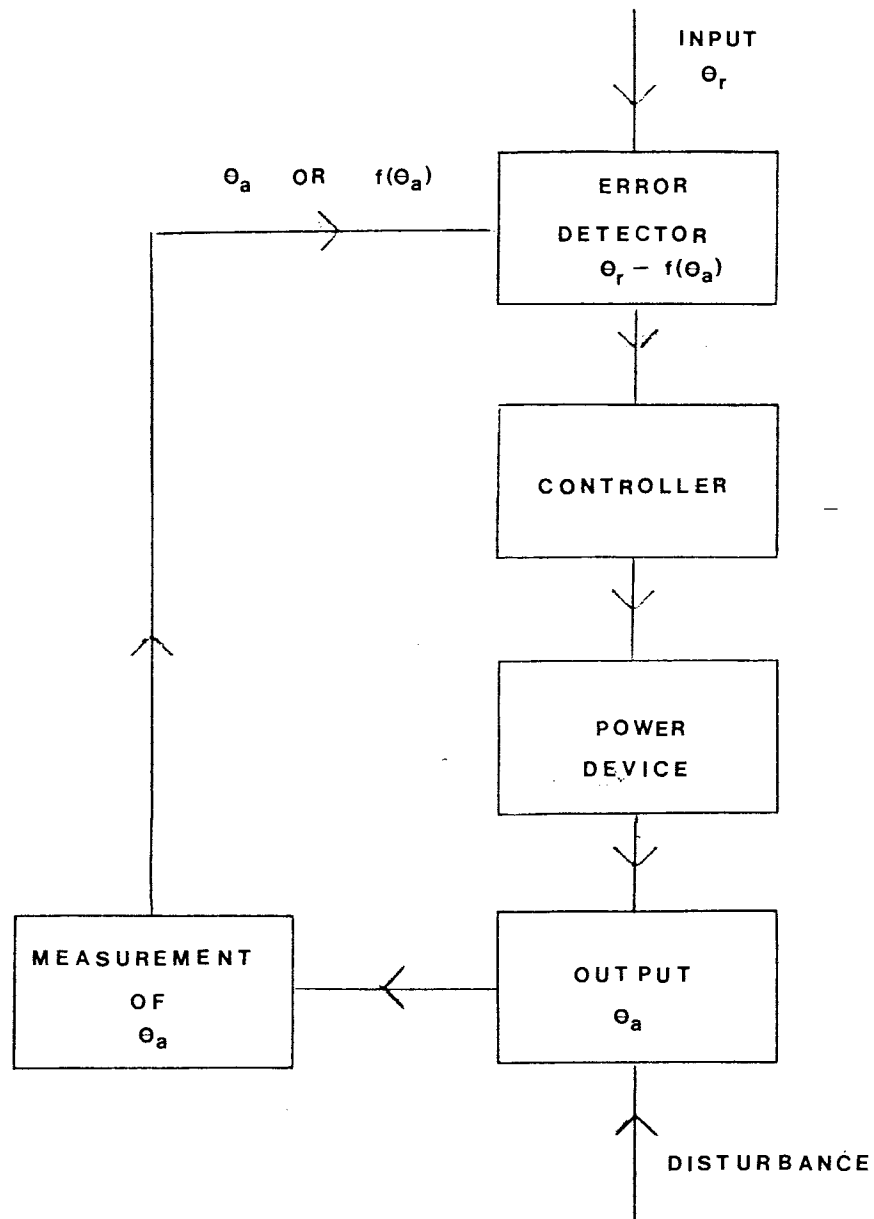 INPUT
Θr
Θa OR f(Θa)
ERROR
DETECTOR
Θr − f(Θa)
CONTROLLER
POWER
DEVICE
MEASUREMENT
OF
Θa
OUTPUT
Θa
DISTURBANCE